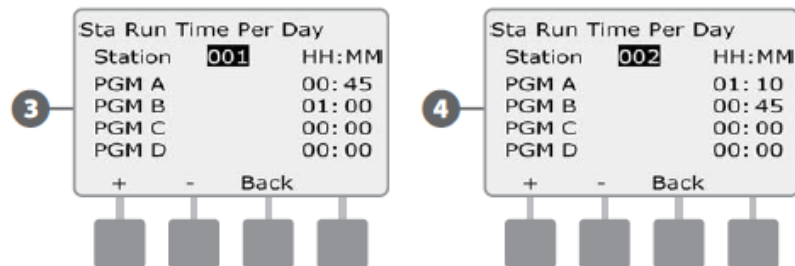 3
Sta Run Time Per Day
Station 001 HH:MM
PGM A 00:45
PGM B 01:00
PGM C 00:00
PGM D 00:00
+ - Back
4
Sta Run Time Per Day
Station 002 HH:MM
PGM A 01:10
PGM B 00:45
PGM C 00:00
PGM D 00:00
+ - Back